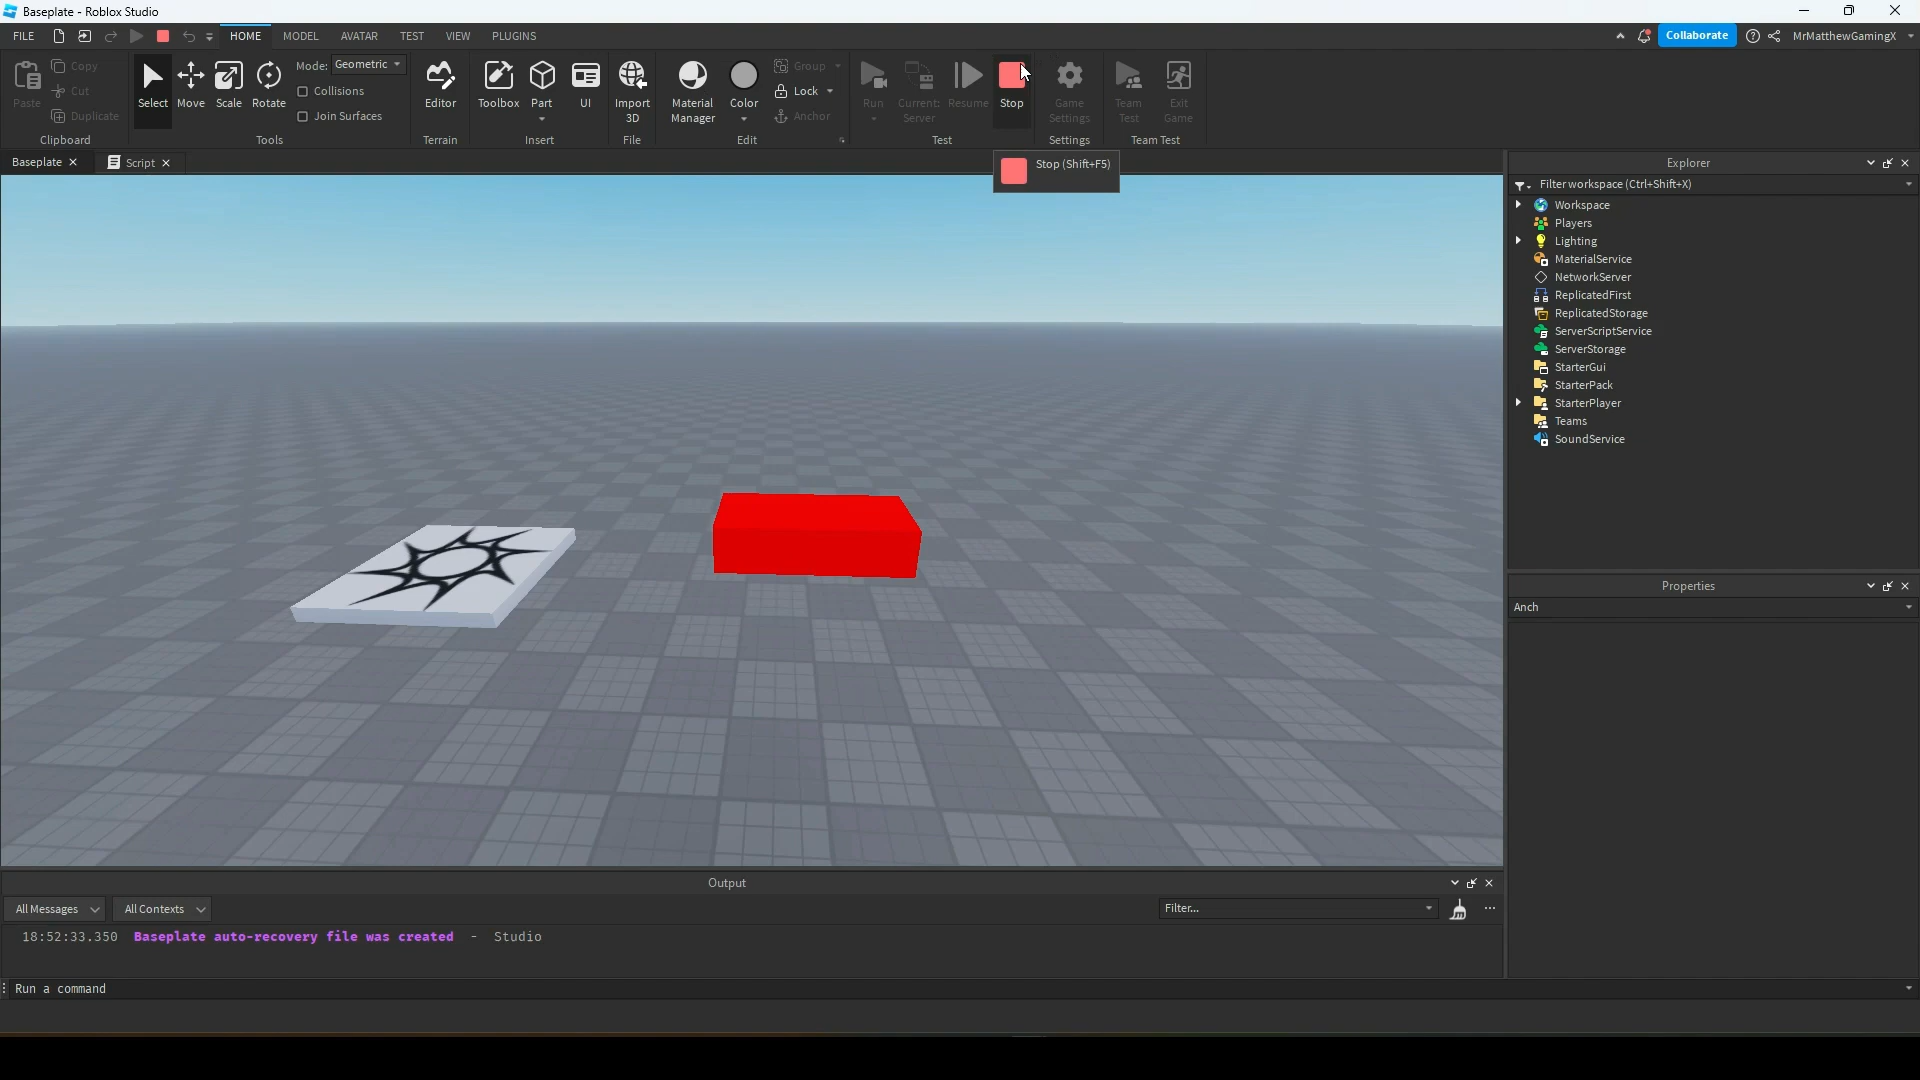 Baseplate - Roblox Studio
FILE HOME MODEL AVATAR TEST VIEW PLUGINS Collaborate MrMatthewGamingX
Paste Copy Cut Duplicate
Clipboard
Select Move Scale Rotate Mode: Geometric
Collisions
Join Surfaces
Tools
Editor
Terrain
Toolbox Part UI
Insert
Import 3D
File
Material Manager Color Group Lock Anchor
Edit
Run Current: Server Resume Stop
Test
Game Settings
Settings
Team Test Exit Game
Team Test
Baseplate Script
Stop (Shift+F5)
Explorer
Filter workspace (Ctrl+Shift+X)
Workspace
Players
Lighting
MaterialService
NetworkServer
ReplicatedFirst
ReplicatedStorage
ServerScriptService
ServerStorage
StarterGui
StarterPack
StarterPlayer
Teams
SoundService
Properties
Anch
Output
All Messages All Contexts Filter...
18:52:33.350 Baseplate auto-recovery file was created - Studio
Run a command